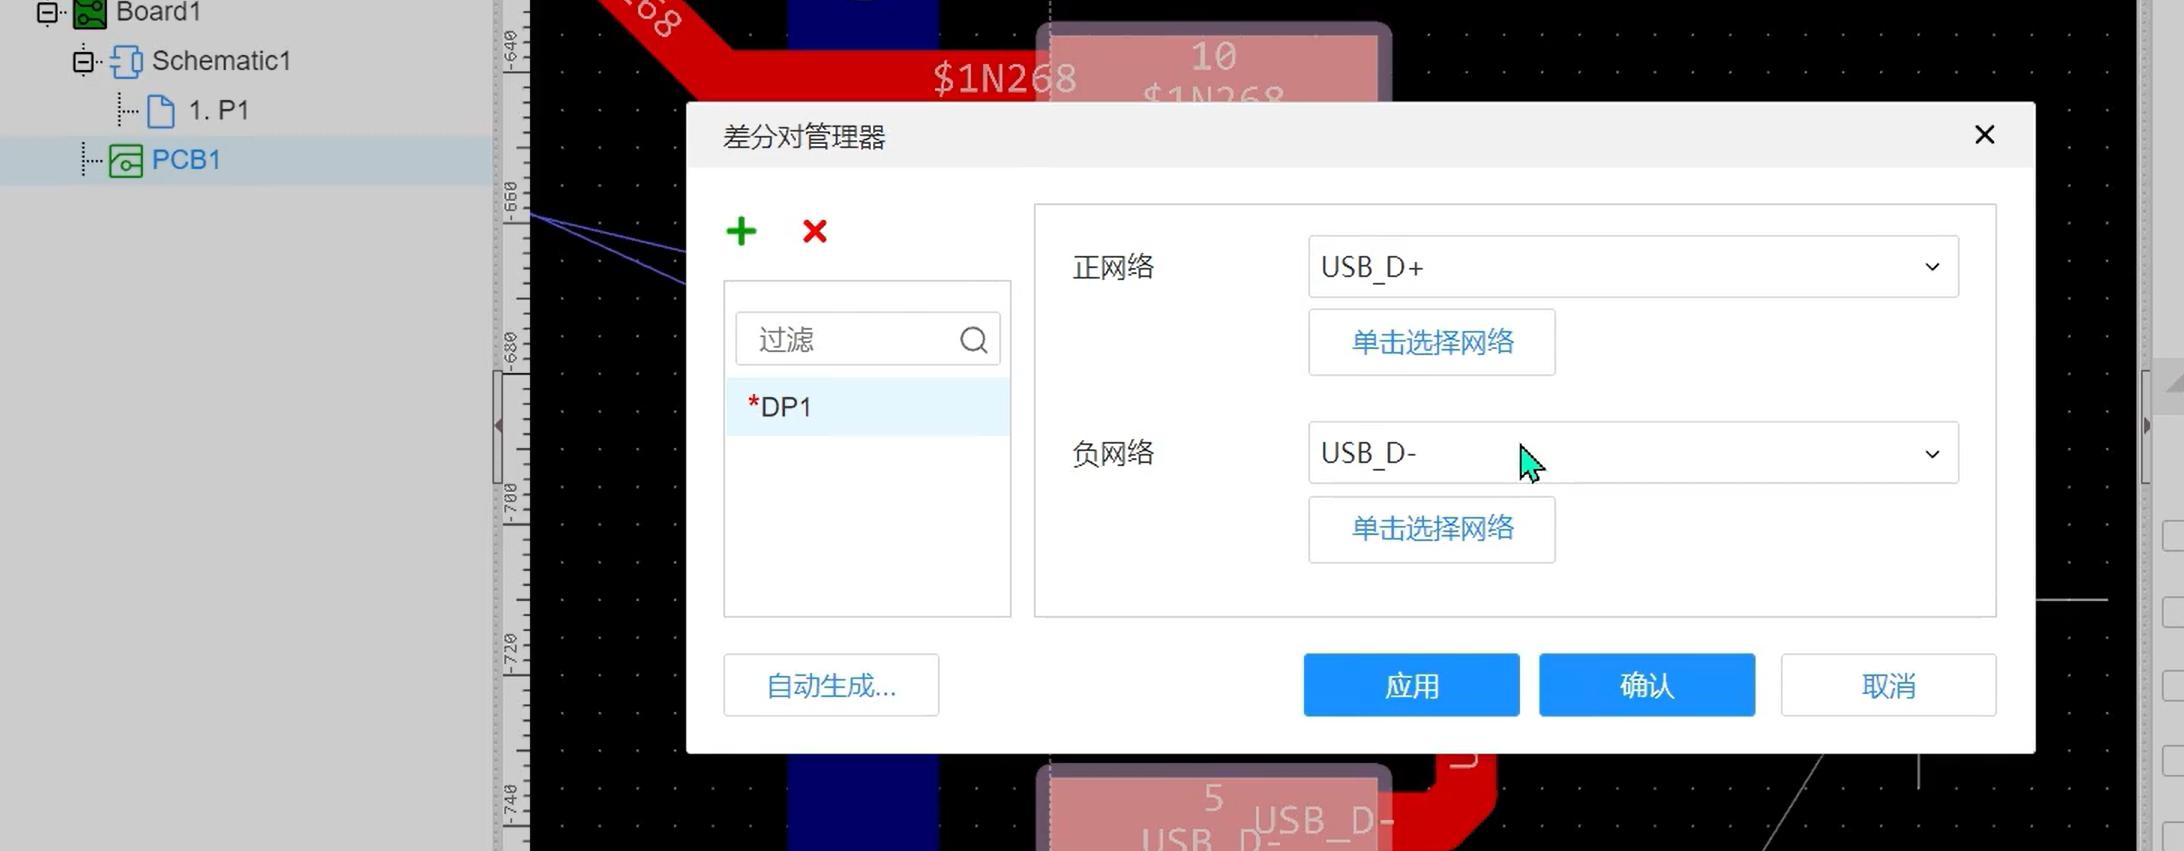 Board1
Schematic1
1. P1
PCB1
-640
-660
-680
-700
-720
-740
268
$1N268
10
$1N268
差分对管理器
过滤
*DP1
正网络
USB_D+
单击选择网络
负网络
USB_D-
单击选择网络
自动生成...
应用
确认
取消
5
USB_D-
USB_D-